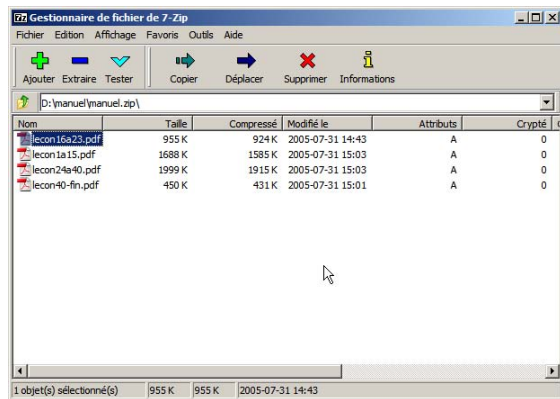 Gestionnaire de fichier de 7-Zip
Fichier Edition Affichage Favoris Outils Aide
Ajouter Extraire Tester Copier Déplacer Supprimer Informations
D:\manuel\manuel.zip\
Nom Taille Compressé Modifié le Attributs Crypté
lecon16a23.pdf 955 K 924 K 2005-07-31 14:43 A 0
lecon1a15.pdf 1688 K 1585 K 2005-07-31 15:03 A 0
lecon24a40.pdf 1999 K 1915 K 2005-07-31 15:03 A 0
lecon40-fin.pdf 450 K 431 K 2005-07-31 15:01 A 0
1 objet(s) sélectionné(s) 955 K 955 K 2005-07-31 14:43